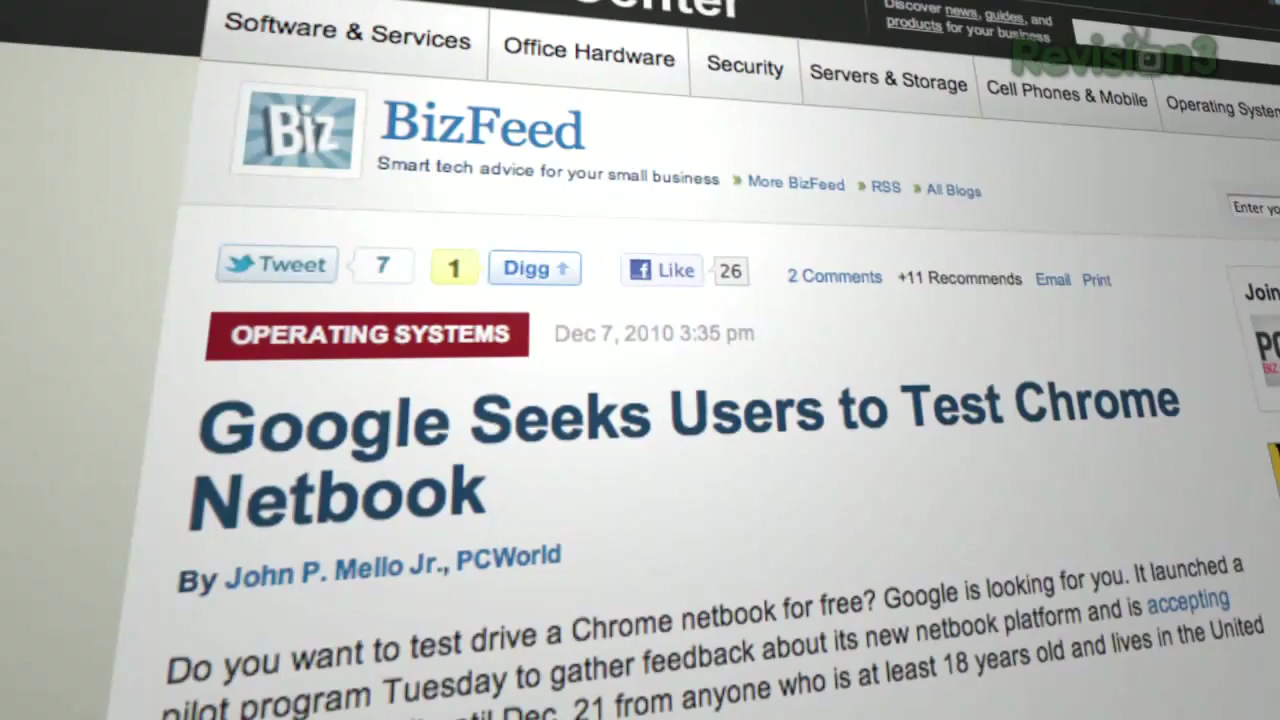 Discover news, guides, and
products for your business
Revision3
Software & Services
Office Hardware
Security
Servers & Storage
Cell Phones & Mobile
Operating
Biz
BizFeed
Smart tech advice for your small business » More BizFeed » RSS » All Blogs
Enter
Tweet 7 1 Digg Like 26 2 Comments +11 Recommends Email Print
Join
OPERATING SYSTEMS Dec 7, 2010 3:35 pm
Google Seeks Users to Test Chrome
Netbook
By John P. Mello Jr., PCWorld
Do you want to test drive a Chrome netbook for free? Google is looking for you. It launched a
pilot program Tuesday to gather feedback about its new netbook platform and is accepting
Dec. 21 from anyone who is at least 18 years old and lives in the United